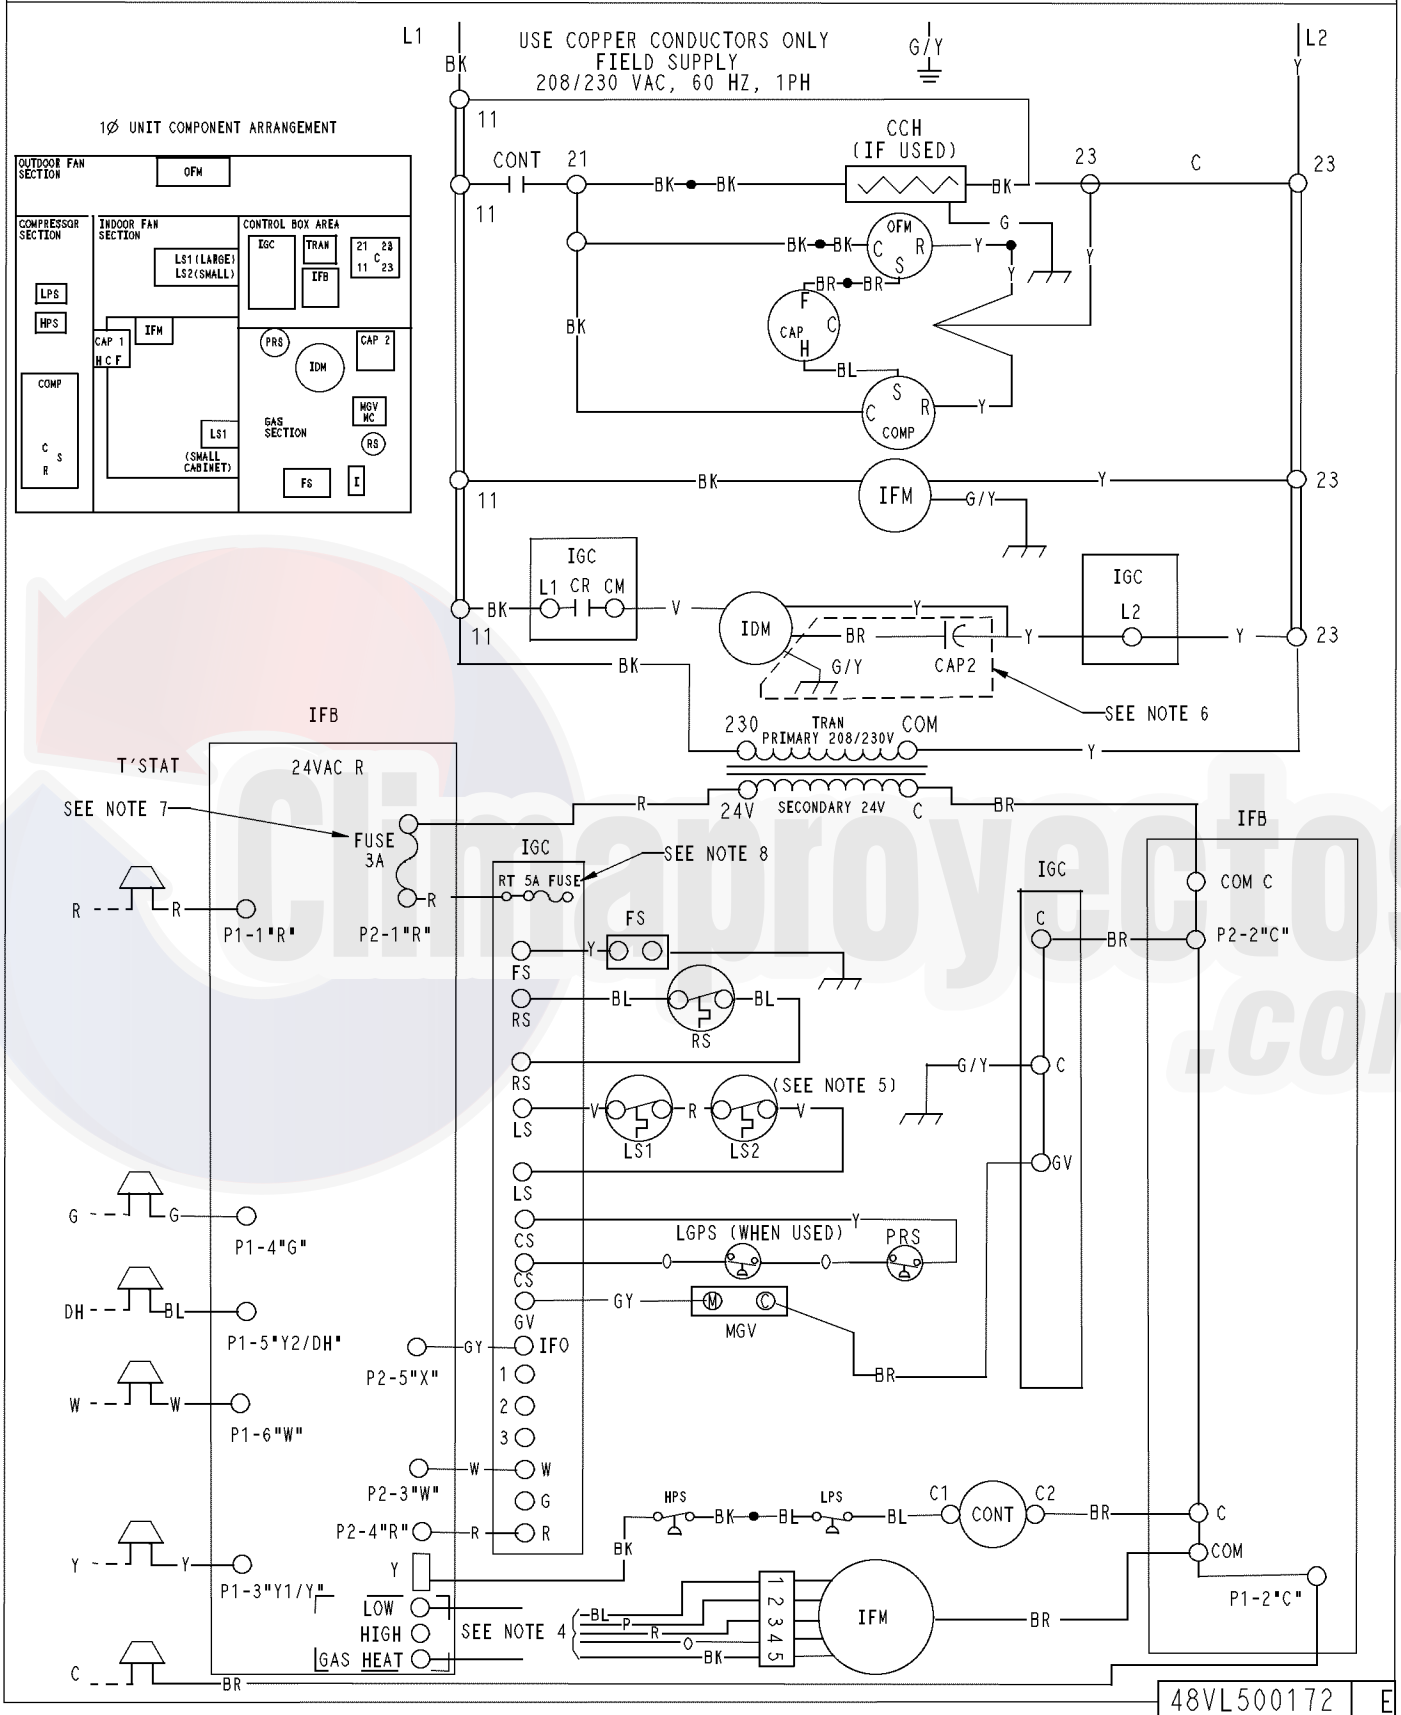 L1
BK
USE COPPER CONDUCTORS ONLY
FIELD SUPPLY
208/230 VAC, 60 HZ, 1PH
G/Y
L2
Y
1Ø UNIT COMPONENT ARRANGEMENT
OUTDOOR FAN
SECTION
OFM
COMPRESSOR
SECTION
INDOOR FAN
SECTION
CONTROL BOX AREA
LS1(LARGE)
LS2(SMALL)
IGC
TRAN
IFB
21 23
C
11 23
LPS
HPS
IFM
CAP 1
H C F
PRS
IDM
CAP 2
COMP
C
S
R
LS1
(SMALL
CABINET)
GAS
SECTION
MGV
MC
RS
FS
I
11
CONT
21
CCH
(IF USED)
23
C
23
BK
BK
BK
11
G
BK
BK
C
OFM
R
S
Y
Y
Y
BR
BR
F
CAP
C
H
BK
BL
S
C
R
COMP
Y
11
BK
IFM
Y
23
G/Y
IGC
L1 CR CM
BK
V
IDM
Y
BR
CAP2
Y
G/Y
IGC
L2
Y
23
11
BK
SEE NOTE 6
IFB
230
TRAN
COM
PRIMARY 208/230V
Y
T'STAT
24VAC R
SEE NOTE 7
R
24V
SECONDARY 24V
C
BR
IFB
FUSE
3A
IGC
SEE NOTE 8
RT 5A FUSE
IGC
COM C
R
R
P1-1"R"
R
P2-1"R"
FS
Y
FS
C
BR
P2-2"C"
BL
BL
RS
RS
RS
G/Y
C
(SEE NOTE 5)
V
R
V
LS
LS1
LS2
GV
LS
G
G
P1-4"G"
CS
Y
LGPS (WHEN USED)
PRS
CS
O
O
DH
BL
P1-5"Y2/DH"
GV
GY
M
C
MGV
BR
GY
IFO
P2-5"X"
1
2
3
W
W
P1-6"W"
W
W
P2-3"W"
G
P2-4"R"
R
R
HPS
BK
BL
LPS
BL
C1
CONT
C2
BR
C
BK
Y
Y
P1-3"Y1/Y"
Y
COM
P1-2"C"
LOW
HIGH
GAS HEAT
SEE NOTE 4
BL
P
R
O
BK
1
2
3
4
5
IFM
BR
C
BR
48VL500172
E
Climaproyectos
.com